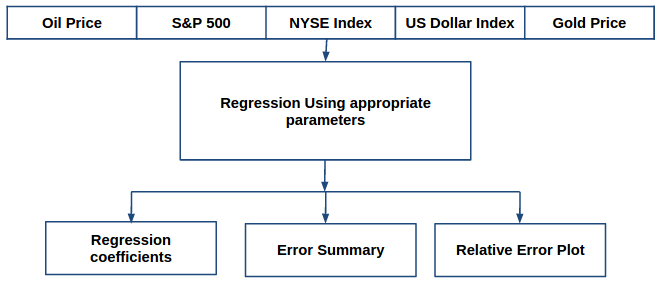 Oil Price
S&P 500
NYSE Index
US Dollar Index
Gold Price
Regression Using appropriate
parameters
Regression
coefficients
Error Summary
Relative Error Plot